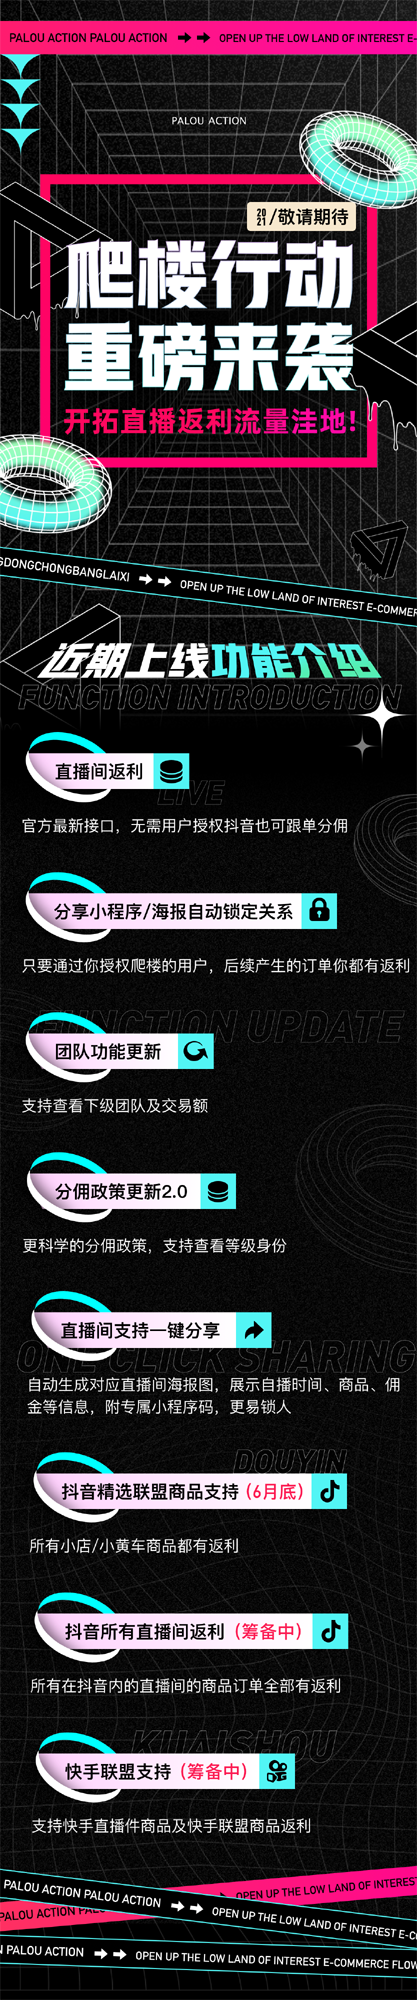 PALOU ACTION PALOU ACTION OPEN UP THE LOW LAND OF INTEREST E-
PALOU ACTION
2021/敬请期待
爬楼行动
重磅来袭
开拓直播返利流量洼地!
GDONGCHONGBANGLAIXI OPEN UP THE LOW LAND OF INTEREST E-COMMER
近期上线功能介绍
FUNCTION INTRODUCTION
直播间返利
LIVE
官方最新接口，无需用户授权抖音也可跟单分佣
分享小程序/海报自动锁定关系
只要通过你授权爬楼的用户，后续产生的订单你都有返利
FUNCTION UPDATE
团队功能更新
支持查看下级团队及交易额
分佣政策更新2.0
更科学的分佣政策，支持查看等级身份
直播间支持一键分享
ONE CLICK SHARING
自动生成对应直播间海报图，展示自播时间、商品、佣
金等信息，附专属小程序码，更易锁人
DOUYIN
抖音精选联盟商品支持（6月底）
所有小店/小黄车商品都有返利
抖音所有直播间返利（筹备中）
所有在抖音内的直播间的商品订单全部有返利
KUAISHOU
快手联盟支持（筹备中）
支持快手直播件商品及快手联盟商品返利
OPEN UP THE LOW LAND OF INTERES
PALOU ACTION PALOU ACTION OPEN UP THE LOW LAND OF INTEREST E-C
PALOU ACTION PAL
N PALOU ACTION OPEN UP THE LOW LAND OF INTEREST E-COMMERCE FLOW